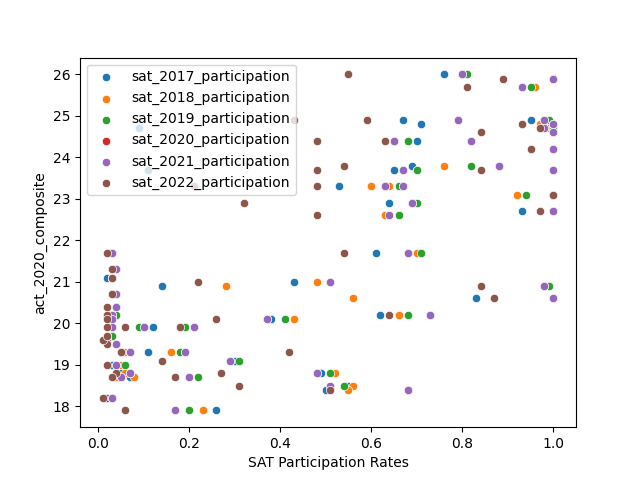 sat_2017_participation
sat_2018_participation
sat_2019_participation
sat_2020_participation
sat_2021_participation
sat_2022_participation
act_2020_composite
26
25
24
23
22
21
20
19
18
0.0 0.2 0.4 0.6 0.8 1.0
SAT Participation Rates